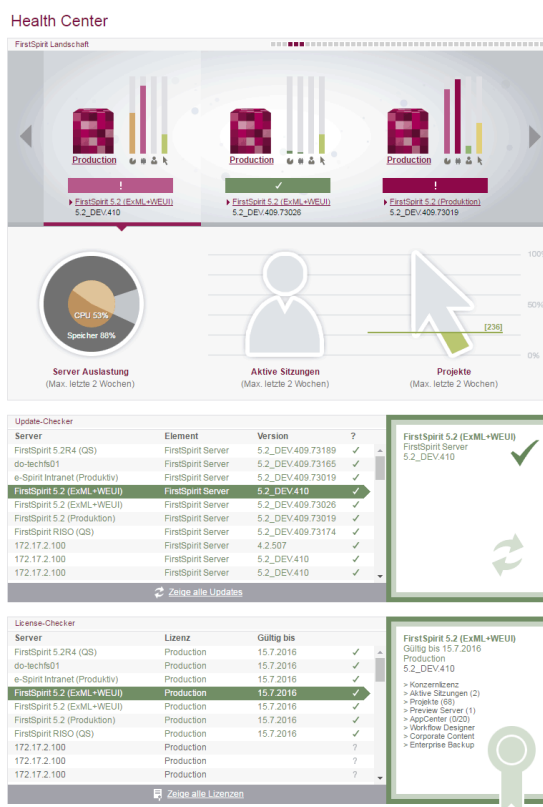 Health Center
FirstSpirit Landschaft
Production
Production
Production
!
✓
!
FirstSpirit 5.2 (ExML+WEUI)
5_2_DEV.410
FirstSpirit 5.2 (ExML+WEUI)
5_2_DEV.409.73026
FirstSpirit 5.2 (Produktion)
5_2_DEV.409.73019
100%
50%
0%
CPU 53%
Speicher 88%
[236]
Server Auslastung
(Max. letzte 2 Wochen)
Aktive Sitzungen
(Max. letzte 2 Wochen)
Projekte
(Max. letzte 2 Wochen)
Update-Checker
Server Element Version ?
FirstSpirit 5.2R4 (QS) FirstSpirit Server 5.2_DEV.409.73189 ✓
do-techfs01 FirstSpirit Server 5.2_DEV.409.73165 ✓
e-Spirit Intranet (Produktiv) FirstSpirit Server 5.2_DEV.409.73019 ✓
FirstSpirit 5.2 (ExML+WEUI) FirstSpirit Server 5.2_DEV.410 ✓
FirstSpirit 5.2 (ExML+WEUI) FirstSpirit Server 5.2_DEV.409.73026 ✓
FirstSpirit 5.2 (Produktion) FirstSpirit Server 5.2_DEV.409.73019 ✓
FirstSpirit RISO (QS) FirstSpirit Server 5.2_DEV.409.73174 ✓
172.17.2.100 FirstSpirit Server 4.2.507 ✓
172.17.2.100 FirstSpirit Server 5.2_DEV.410 ✓
172.17.2.100 FirstSpirit Server 5.2_DEV.410 ✓
Zeige alle Updates
FirstSpirit 5.2 (ExML+WEUI)
FirstSpirit Server
5.2_DEV.410
License-Checker
Server Lizenz Gültig bis
FirstSpirit 5.2R4 (QS) Production 15.7.2016 ✓
do-techfs01 Production 15.7.2016 ✓
e-Spirit Intranet (Produktiv) Production 15.7.2016 ✓
FirstSpirit 5.2 (ExML+WEUI) Production 15.7.2016 ✓
FirstSpirit 5.2 (ExML+WEUI) Production 15.7.2016 ✓
FirstSpirit 5.2 (Produktion) Production 15.7.2016 ✓
FirstSpirit RISO (QS) Production 15.7.2016 ✓
172.17.2.100 Production ?
172.17.2.100 Production ?
172.17.2.100 Production ?
Zeige alle Lizenzen
FirstSpirit 5.2 (ExML+WEUI)
Gültig bis 15.7.2016
Production
5.2_DEV.410
> Konzernlizenz
> Aktive Sitzungen (2)
> Projekte (68)
> Preview Server (1)
> AppCenter (0/20)
> Workflow Designer
> Corporate Content
> Enterprise Backup